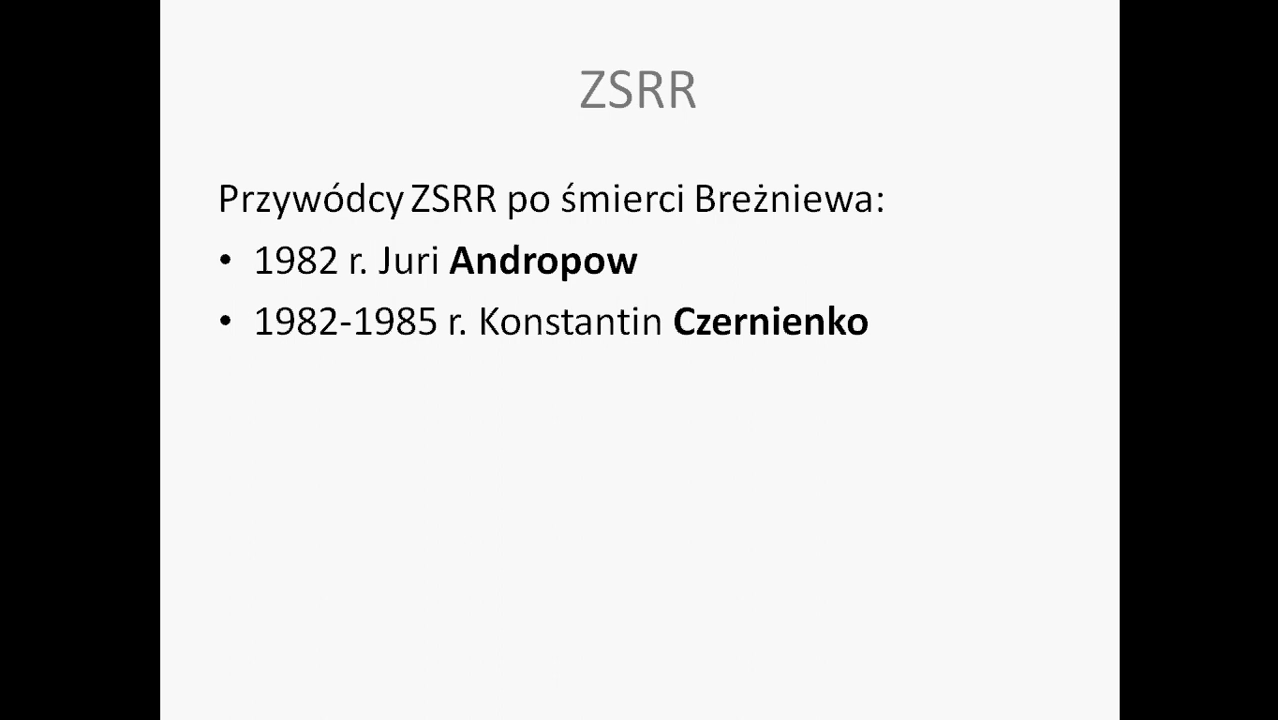 ZSRR
Przywódcy ZSRR po śmierci Breżniewa:
• 1982 r. Juri Andropow
• 1982-1985 r. Konstantin Czernienko